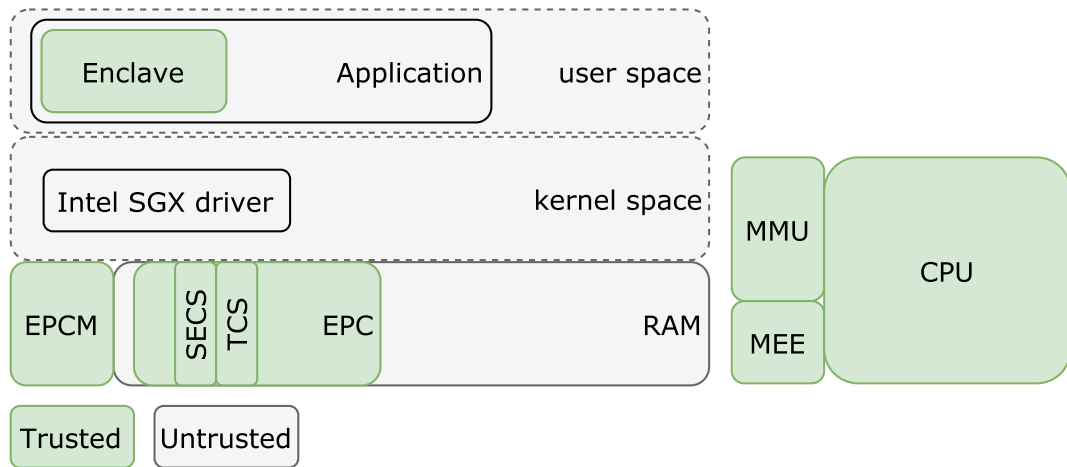 Enclave
Application
user space
Intel SGX driver
kernel space
EPCM
SECS
TCS
EPC
RAM
MMU
MEE
CPU
Trusted
Untrusted